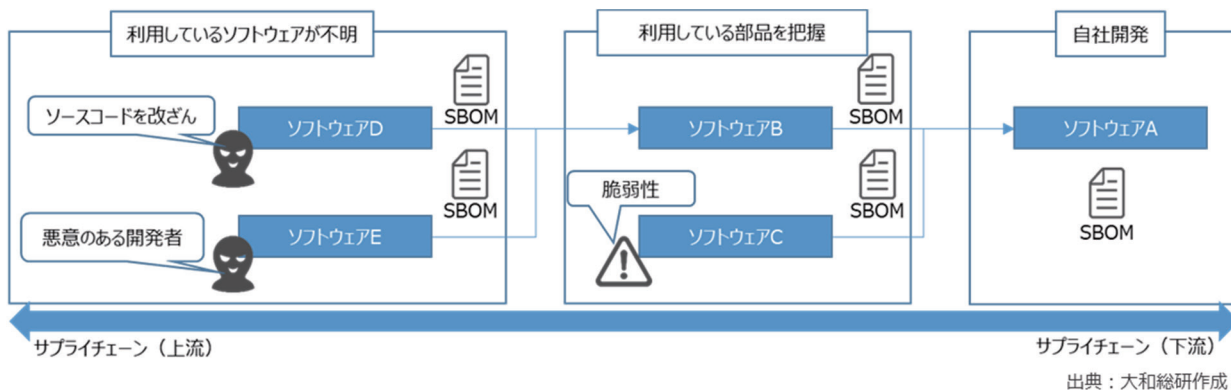 利用しているソフトウェアが不明
利用している部品を把握
自社開発
ソースコードを改ざん
ソフトウェアD
SBOM
ソフトウェアB
SBOM
ソフトウェアA
悪意のある開発者
ソフトウェアE
SBOM
脆弱性
ソフトウェアC
SBOM
SBOM
サプライチェーン（上流）
サプライチェーン（下流）
出典：大和総研作成